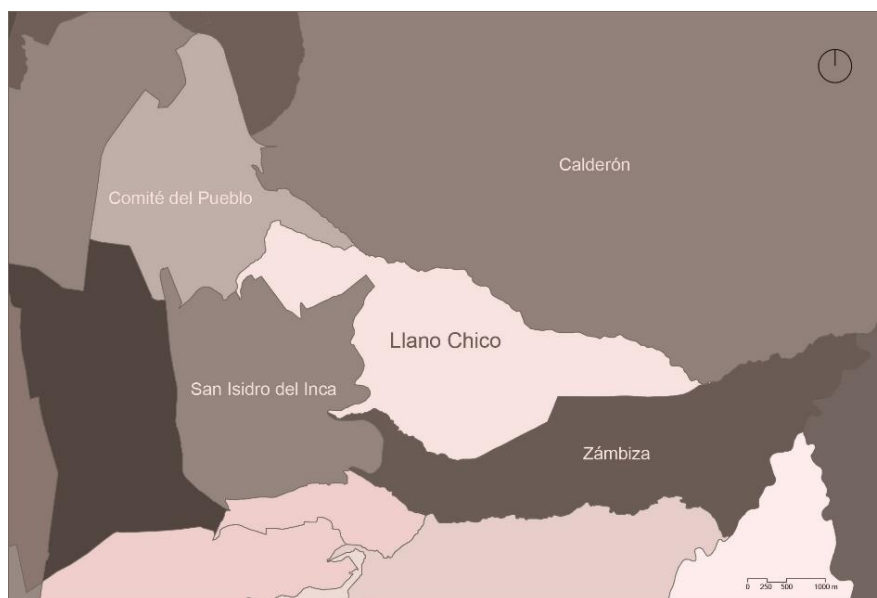 Calderón
Comité del Pueblo
Llano Chico
San Isidro del Inca
Zámbiza
0 250 500 1000 m